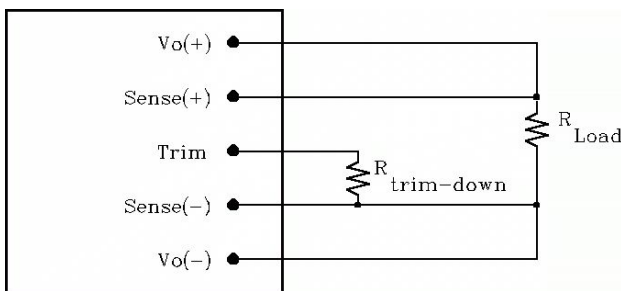 Vo(+)
Sense(+)
Trim
Sense(-)
Vo(-)
R
Load
R
trim-down